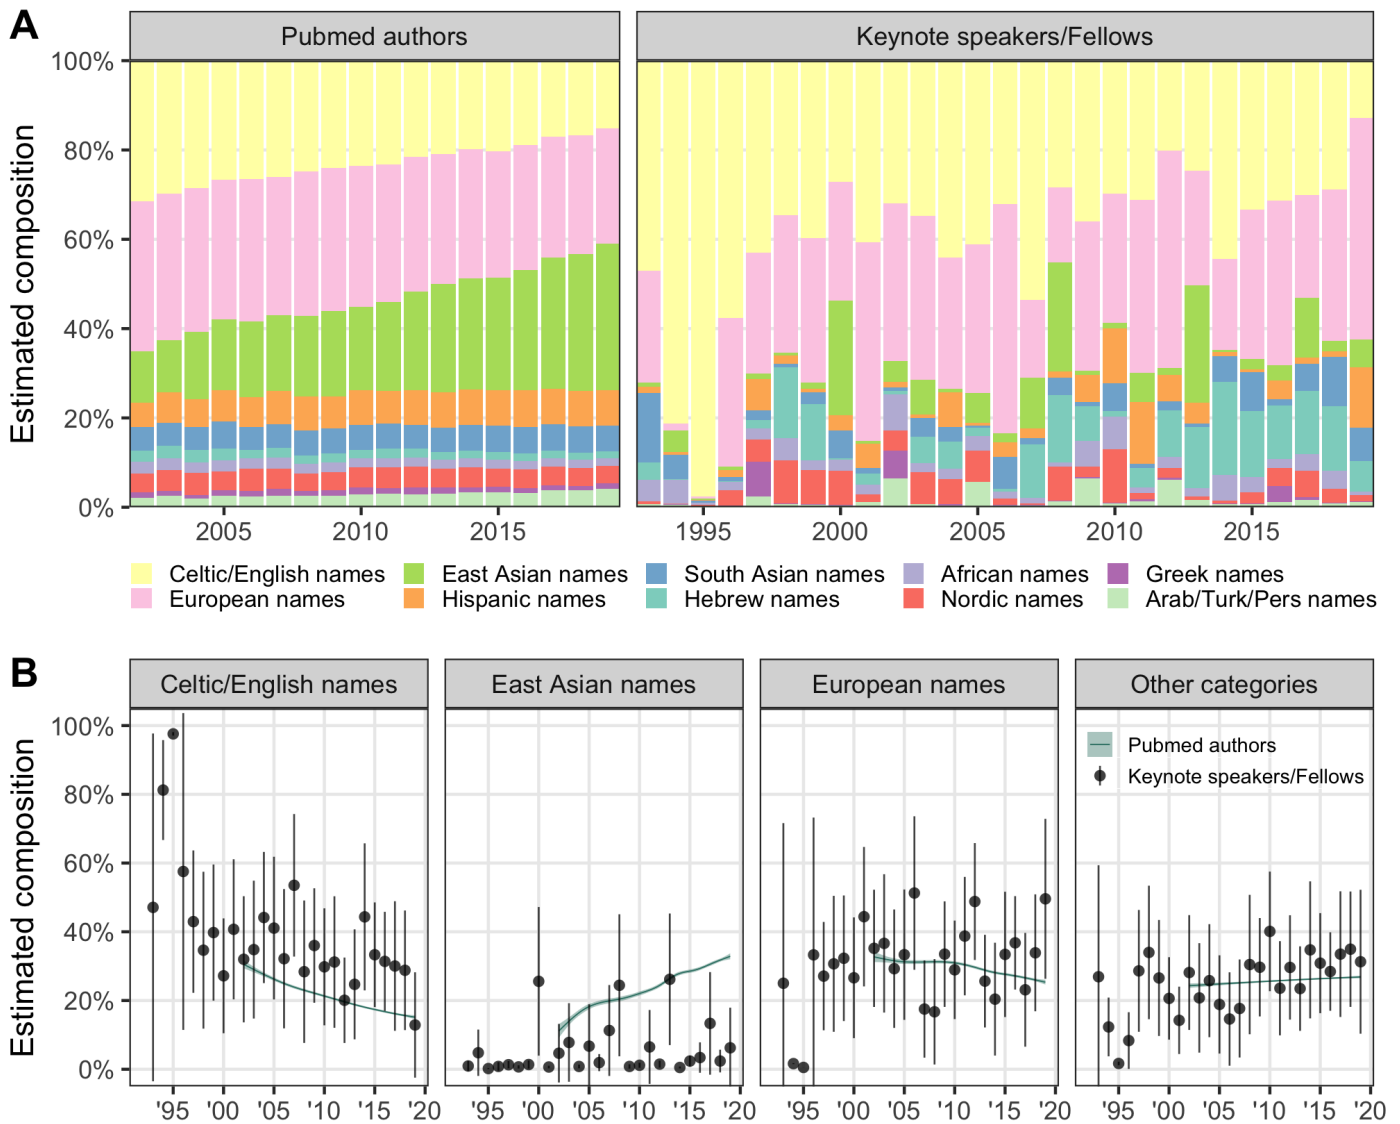 A
Pubmed authors
Keynote speakers/Fellows
Estimated composition
100%
80%
60%
40%
20%
0%
2005
2010
2015
1995
2000
2005
2010
2015
Celtic/English names
East Asian names
South Asian names
African names
Greek names
European names
Hispanic names
Hebrew names
Nordic names
Arab/Turk/Pers names
B
Celtic/English names
East Asian names
European names
Other categories
Estimated composition
100%
80%
60%
40%
20%
0%
Pubmed authors
Keynote speakers/Fellows
'95 '00 '05 '10 '15 '20
'95 '00 '05 '10 '15 '20
'95 '00 '05 '10 '15 '20
'95 '00 '05 '10 '15 '20